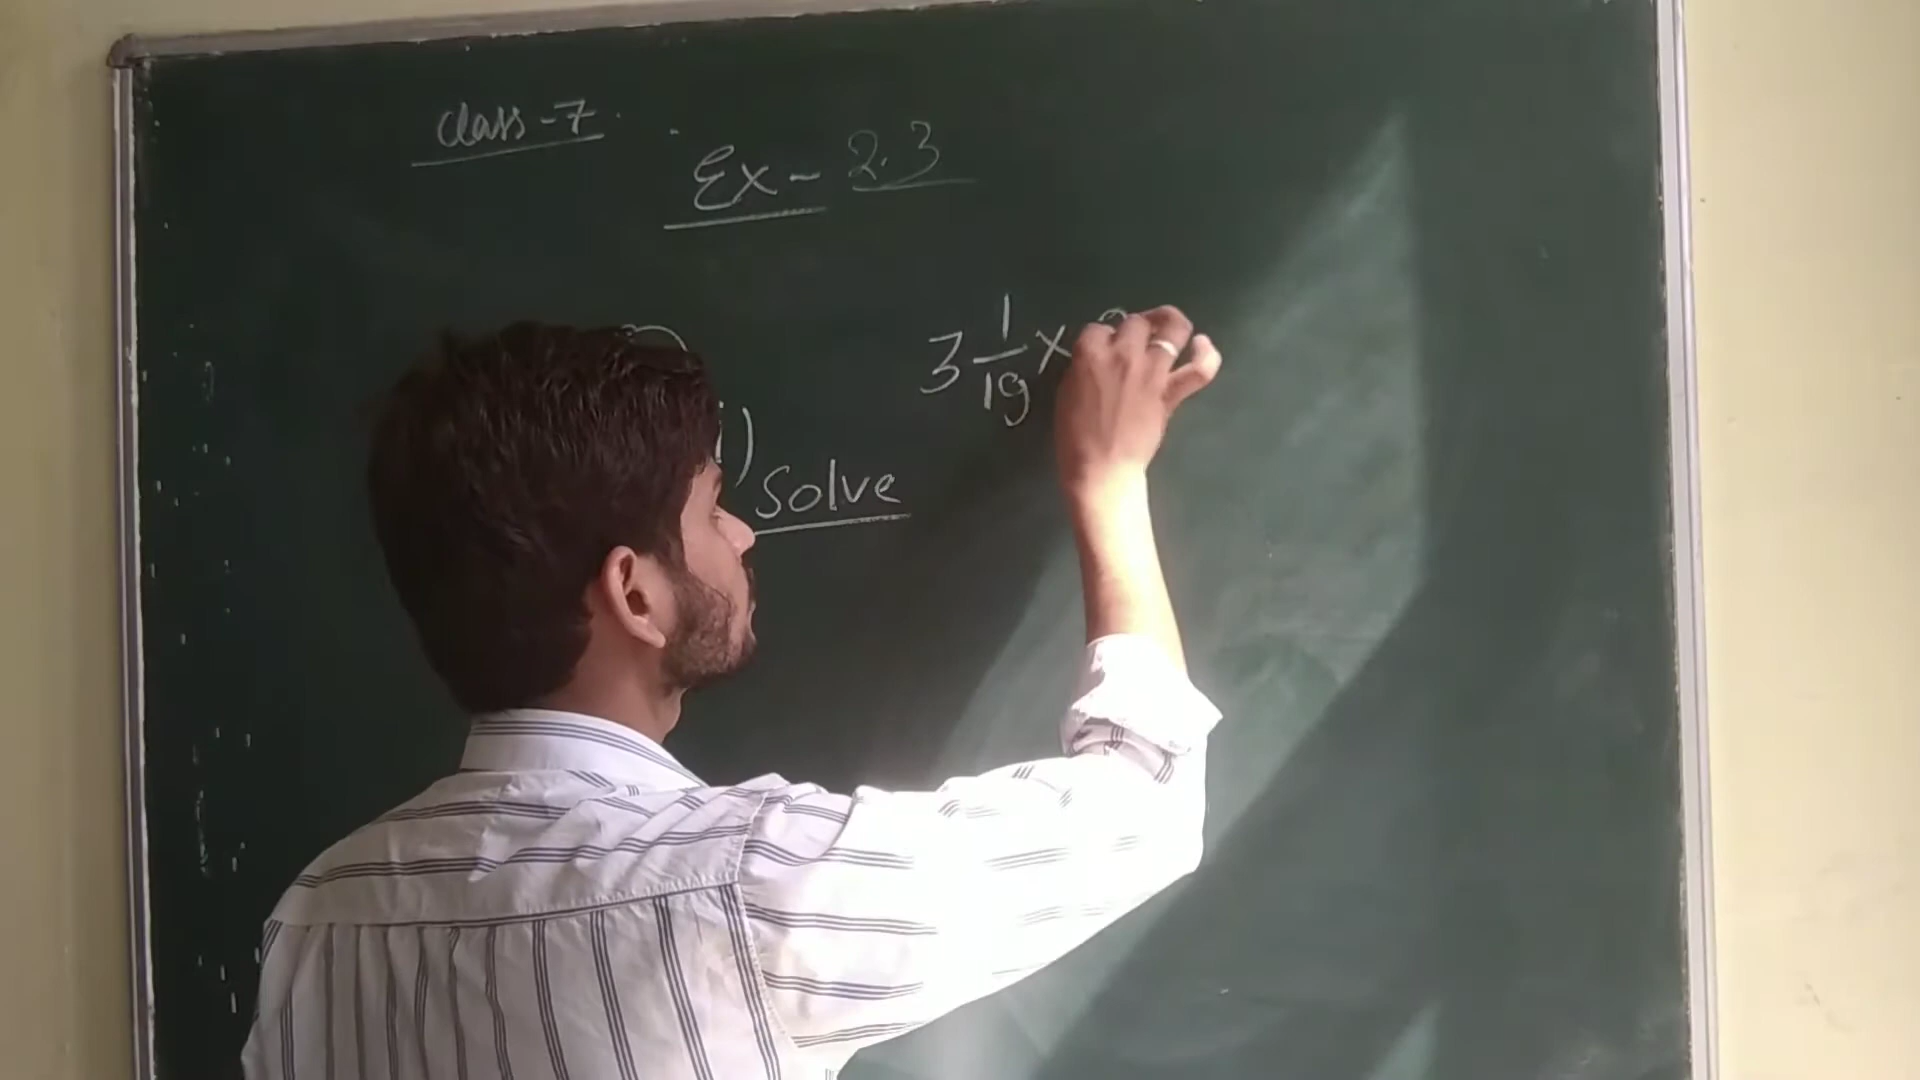 class-7
Ex- 2.3
3 1/19 ×
i)
Solve